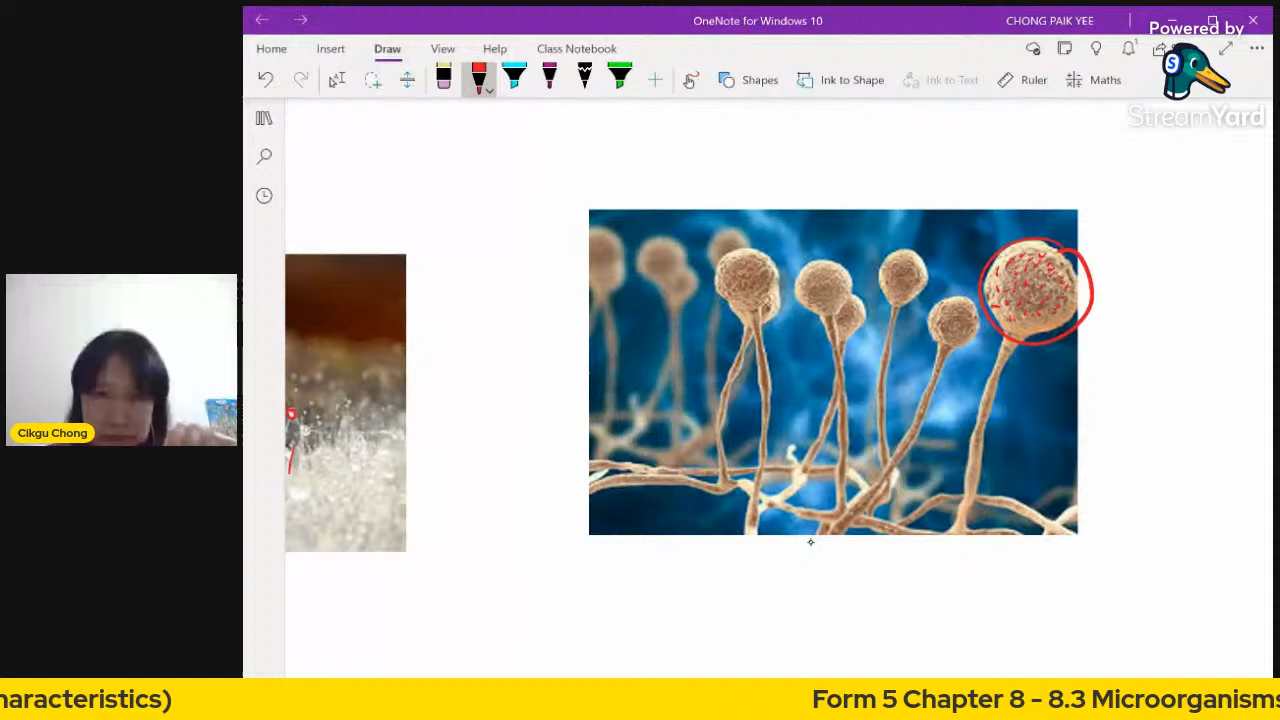 OneNote for Windows 10
CHONG PAIK YEE
Powered by
Home Insert Draw View Help Class Notebook
Shapes Ink to Shape Ink to Text Ruler Maths
StreamYard
Cikgu Chong
haracteristics) Form 5 Chapter 8 - 8.3 Microorganisms